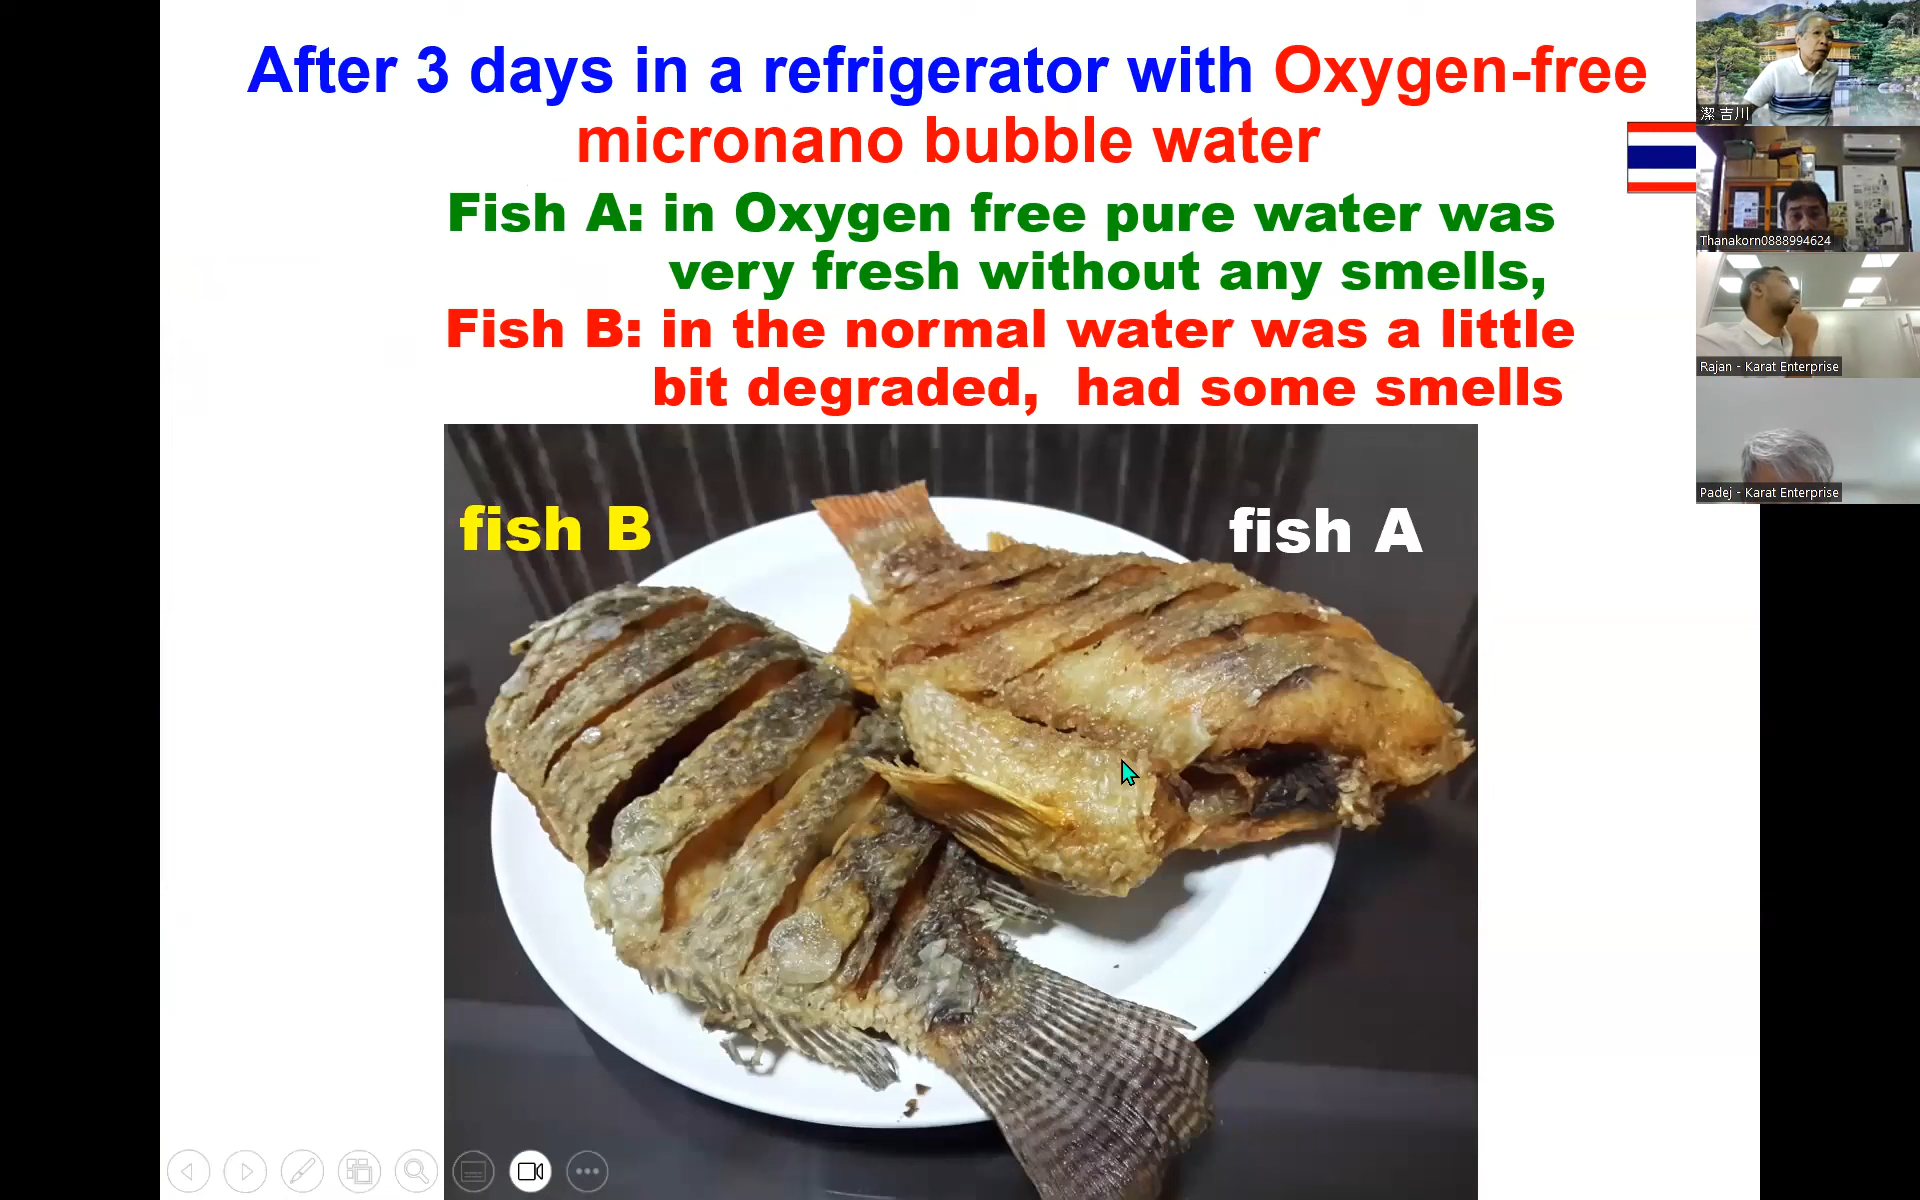 After 3 days in a refrigerator with Oxygen-free
micronano bubble water
Fish A: in Oxygen free pure water was
very fresh without any smells,
Fish B: in the normal water was a little
bit degraded, had some smells
fish B
fish A
潔 吉川
Thanakorn0888994624
Rajan - Karat Enterprise
Padej - Karat Enterprise